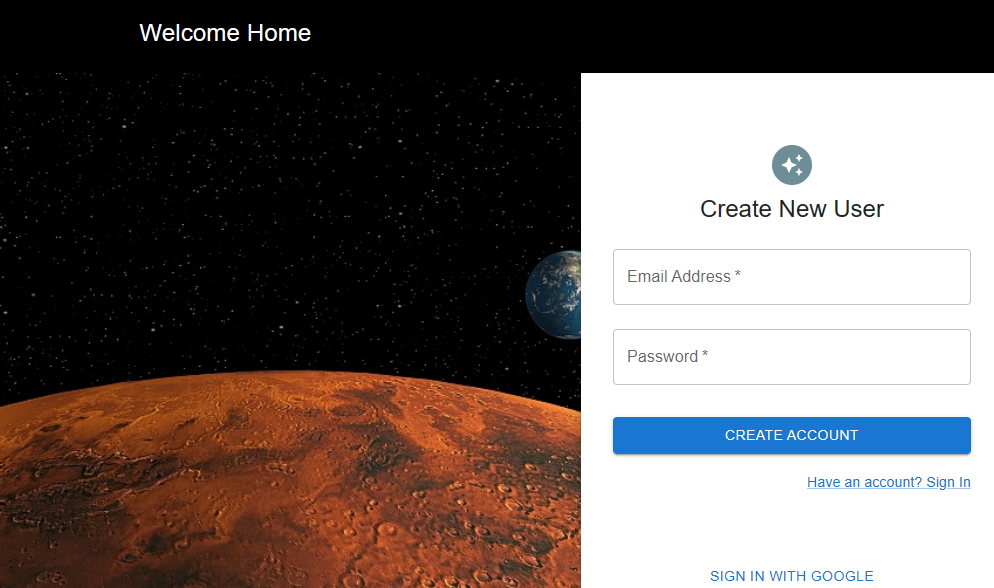 Welcome Home
Create New User
Email Address *
Password *
CREATE ACCOUNT
Have an account? Sign In
SIGN IN WITH GOOGLE